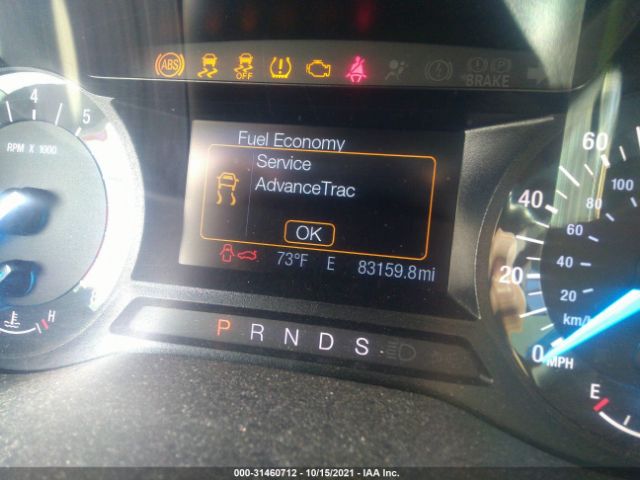 ABS
OFF
BRAKE
4
5
RPM X 1000
H
Fuel Economy
Service
AdvanceTrac
OK
73°F E 83159.8mi
P R N D S
60
40
20
0 MPH
100
80
60
40
20
km/
E
000-31460712 - 10/15/2021 - IAA Inc.